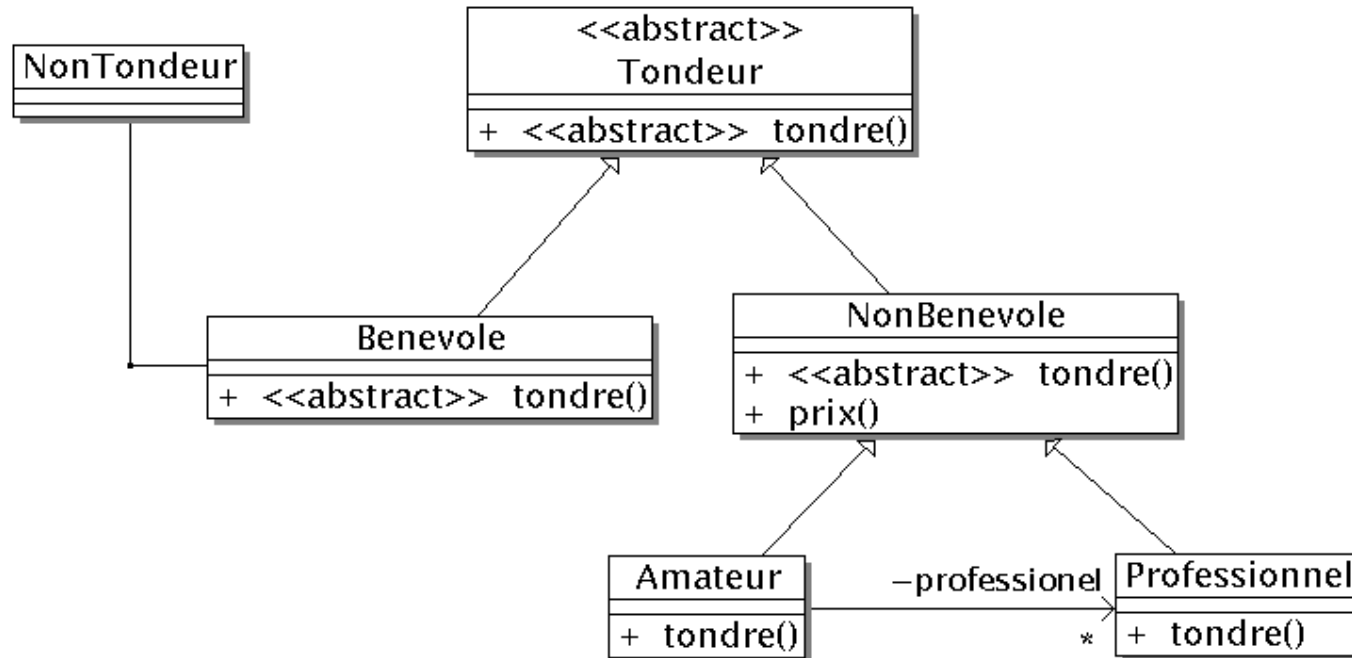 NonTondeur
<<abstract>>
Tondeur
+ <<abstract>> tondre()
Benevole
+ <<abstract>> tondre()
NonBenevole
+ <<abstract>> tondre()
+ prix()
Amateur
+ tondre()
-professionel
*
Professionnel
+ tondre()